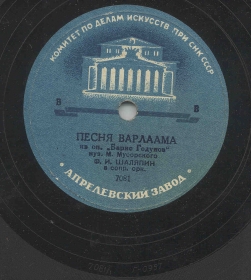 КОМИТЕТ ПО ДЕЛАМ ИСКУССТВ ПРИ СНК СССР
В В
ПЕСНЯ ВАРЛААМА
из оп. „Борис Годунов"
муз. М. Мусоргского
Ф. И. ШАЛЯПИН
в сопр. орк.
7081
• АПРЕЛЕВСКИЙ ЗАВОД •